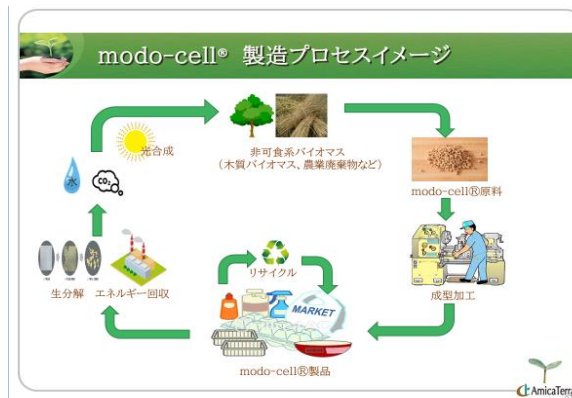 modo-cell® 製造プロセスイメージ
光合成
非可食系バイオマス
(木質バイオマス、農業廃棄物など)
水
CO₂
modo-cell®原料
生分解
エネルギー回収
リサイクル
MARKET
成型加工
modo-cell®製品
AmicaTerra